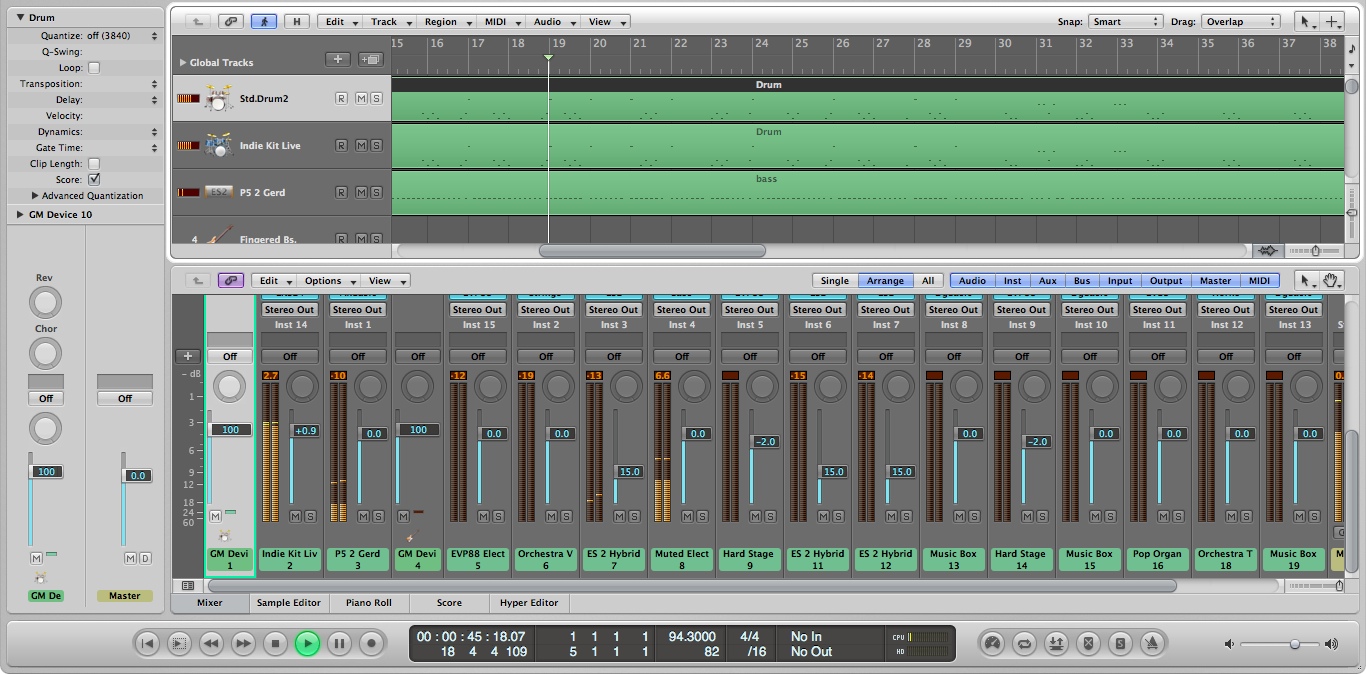 Drum
Quantize: off (3840)
Q-Swing:
Loop:
Transposition:
Delay:
Velocity:
Dynamics:
Gate Time:
Clip Length:
Score:
Advanced Quantization
GM Device 10
Rev
Chor
Off Off
100 0.0
M M D
GM De Master
H Edit Track Region MIDI Audio View Snap: Smart Drag: Overlap
15 16 17 18 19 20 21 22 23 24 25 26 27 28 29 30 31 32 33 34 35 36 37 38
Global Tracks
Drum
Std.Drum2 R M S
Drum
Indie Kit Live R M S
bass
ES2 P5 2 Gerd R M S
4 Fingered Bs. R M S
Edit Options View Single Arrange All Audio Inst Aux Bus Input Output Master MIDI
Stereo Out Stereo Out Stereo Out Stereo Out Stereo Out Stereo Out Stereo Out Stereo Out Stereo Out Stereo Out Stereo Out Stereo Out Stereo Out Stereo Out Stereo Out
Inst 14 Inst 1 Inst 15 Inst 2 Inst 3 Inst 4 Inst 5 Inst 6 Inst 7 Inst 8 Inst 9 Inst 10 Inst 11 Inst 12 Inst 13
Off Off Off Off Off Off Off Off Off Off Off Off Off Off Off Off Off
- dB 2.7 -10 -12 -19 -13 6.6 -15 -14
1
3
6
9
12
18
24
60
100 +0.9 0.0 100 0.0 0.0 15.0 0.0 -2.0 15.0 15.0 0.0 -2.0 0.0 0.0 0.0 0.0
M M S M S M M S M S M S M S M S M S M S M S M S M S M S M S M S
GM Devi Indie Kit Liv P5 2 Gerd GM Devi EVP88 Elect Orchestra V ES 2 Hybrid Muted Elect Hard Stage ES 2 Hybrid ES 2 Hybrid Music Box Hard Stage Music Box Pop Organ Orchestra T Music Box
1 2 3 4 5 6 7 8 9 11 12 13 14 15 16 18 19
Mixer Sample Editor Piano Roll Score Hyper Editor
00 : 00 : 45 : 18.07 1 1 1 1 94.3000 4/4 No In CPU
18 4 4 109 5 1 1 1 82 /16 No Out HD